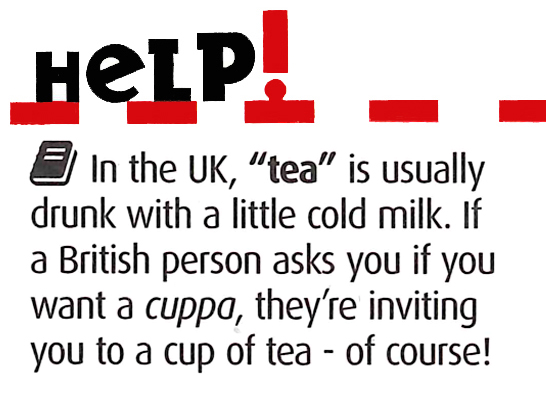 HeLP!
In the UK, “tea” is usually
drunk with a little cold milk. If
a British person asks you if you
want a cuppa, they’re inviting
you to a cup of tea - of course!